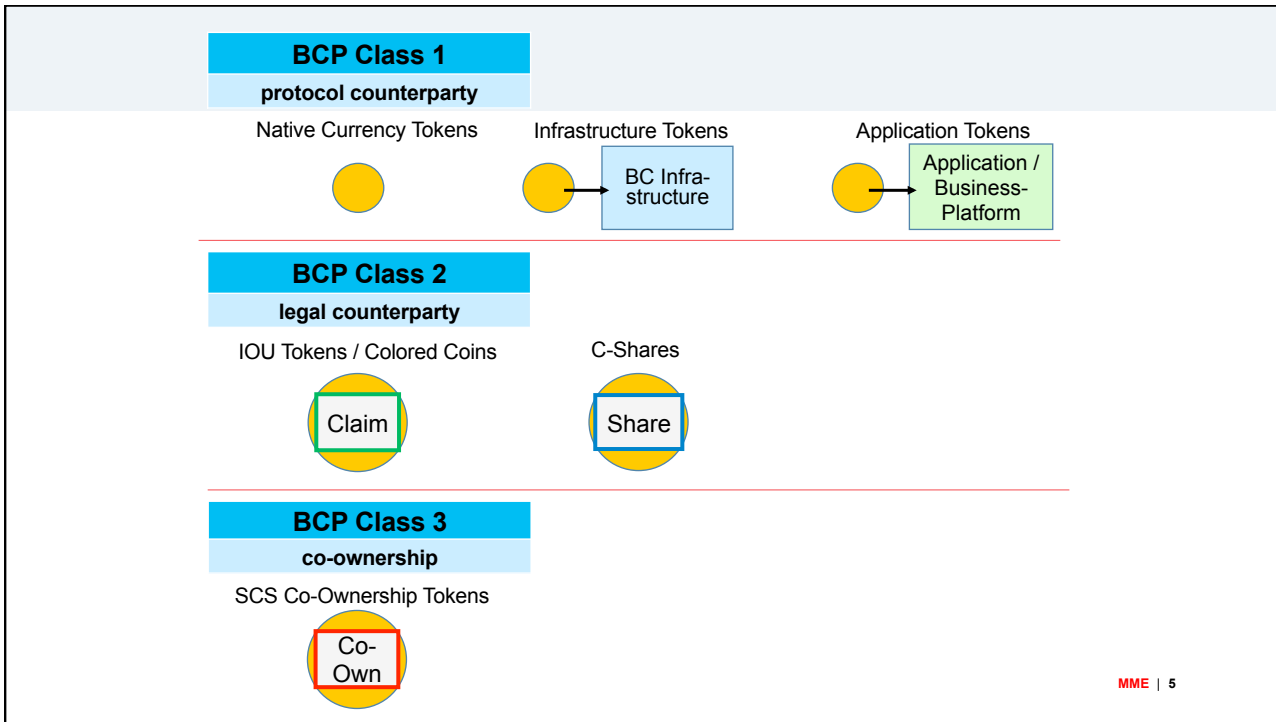 BCP Class 1
protocol counterparty
Native Currency Tokens
Infrastructure Tokens
Application Tokens
BC Infra-
structure
Application /
Business-
Platform
BCP Class 2
legal counterparty
IOU Tokens / Colored Coins
C-Shares
Claim
Share
BCP Class 3
co-ownership
SCS Co-Ownership Tokens
Co-
Own
MME | 5